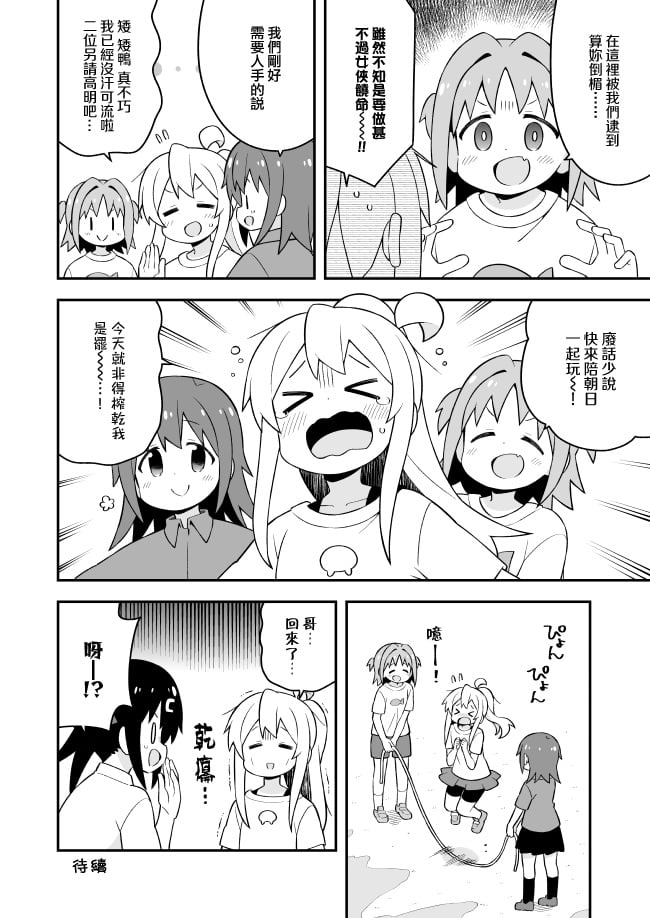 在這裡被我們逮到
算妳倒楣……
雖然不知是要做甚
不過女俠饒命～～!!
我們剛好
需要人手的說
矮 矮鴨 真不巧
我已經沒汗可流啦
二位另請高明吧…
廢話少說
快來陪朝日
一起玩～!
今天就非得搾乾我
是罷～～…!
ぴょん
ぴょん
噫—!
哥…
回來了…
乾癟…
呀—!?
待續